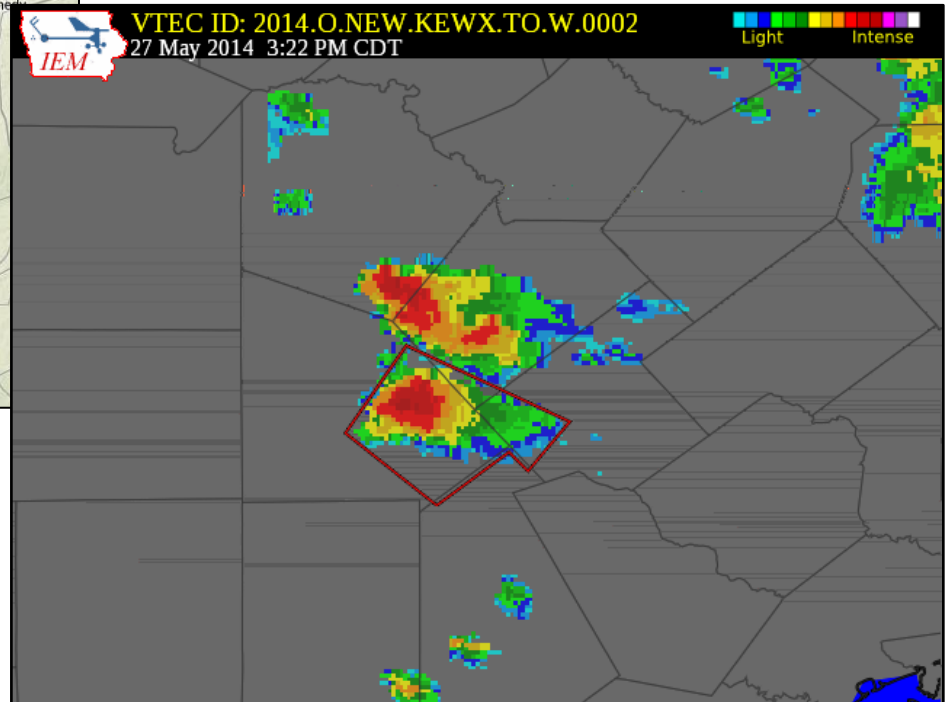 VTEC ID: 2014.O.NEW.KEWX.TO.W.0002
27 May 2014 3:22 PM CDT
IEM
Light Intense